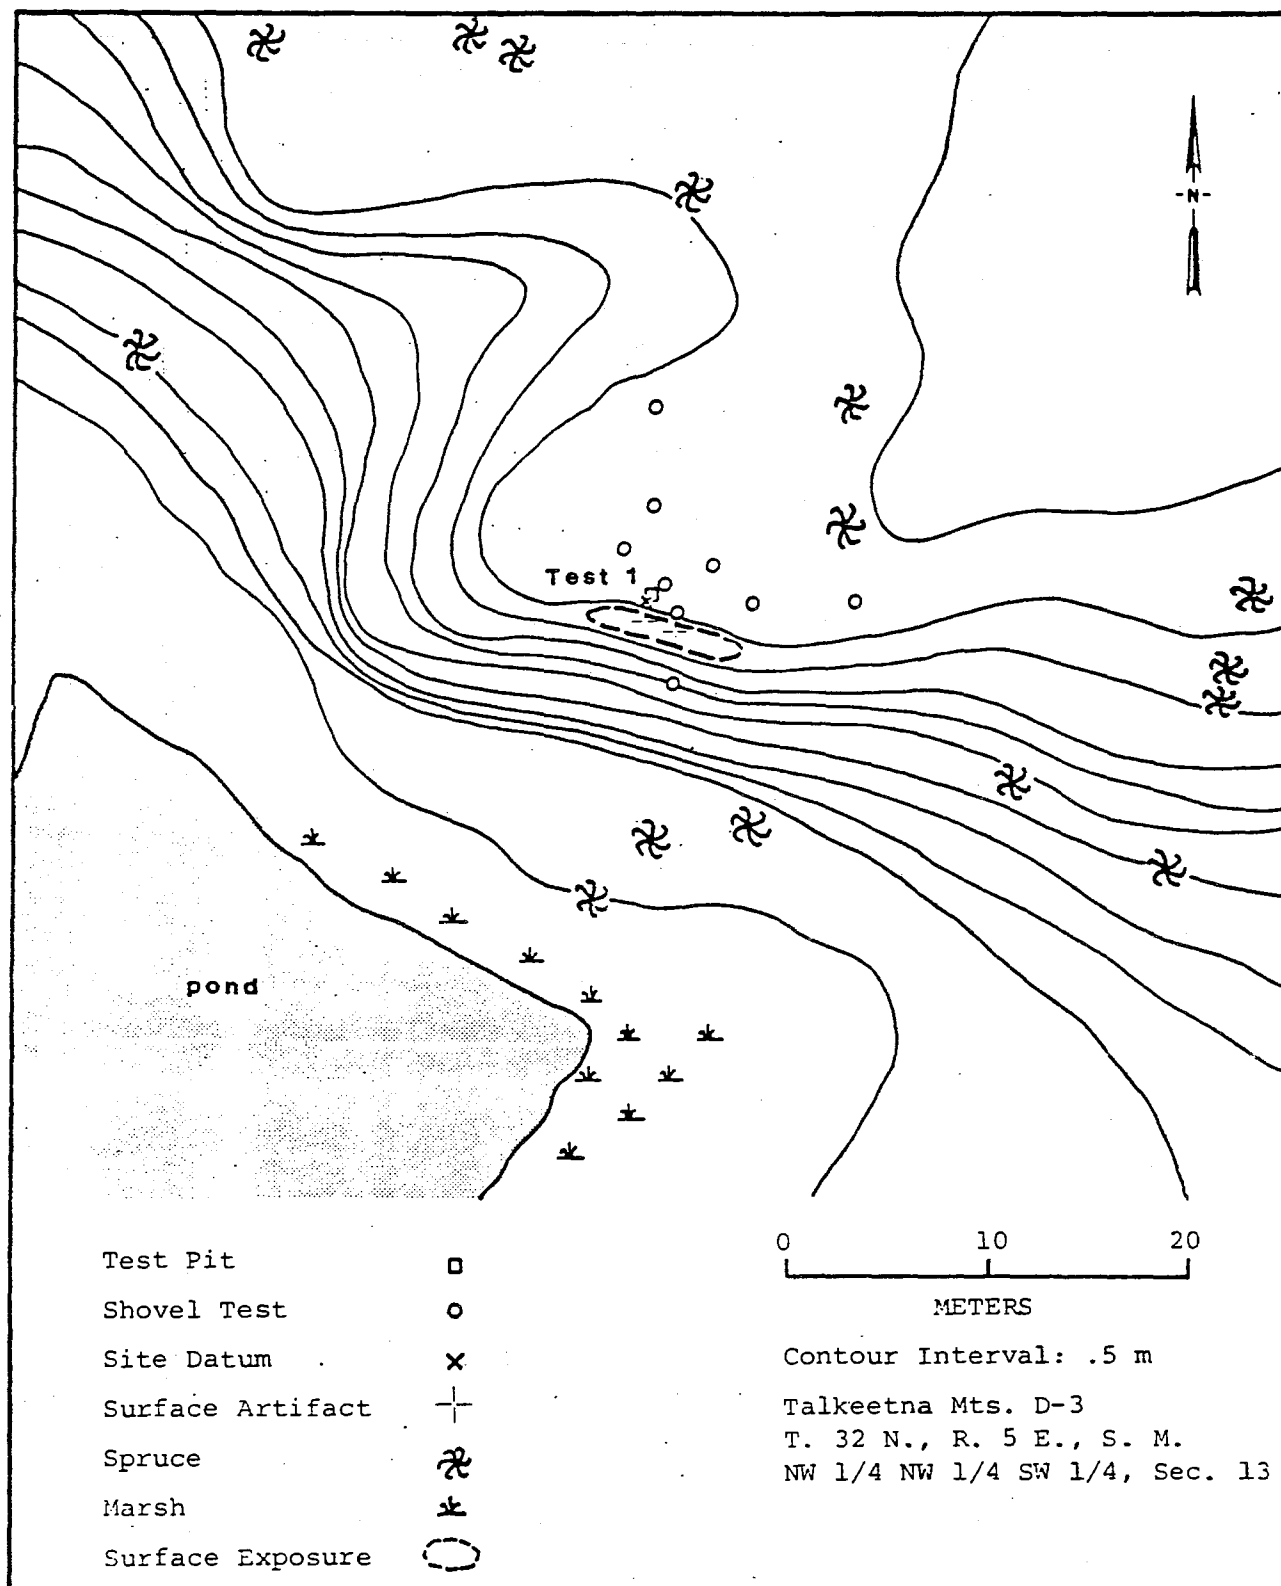 -N-
Test 1
pond
Test Pit
Shovel Test
Site Datum
Surface Artifact
Spruce
Marsh
Surface Exposure
0 10 20
METERS
Contour Interval: .5 m
Talkeetna Mts. D-3
T. 32 N., R. 5 E., S. M.
NW 1/4 NW 1/4 SW 1/4, Sec. 13